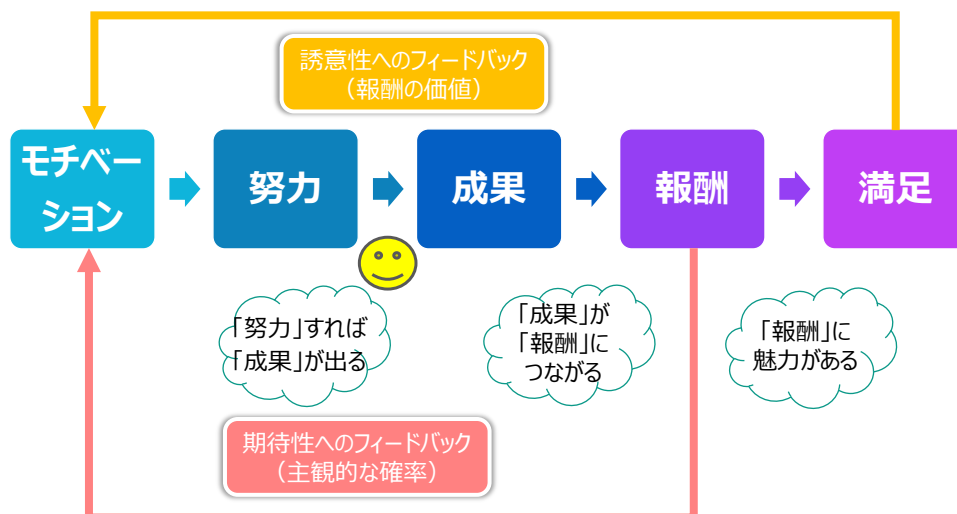 誘意性へのフィードバック
（報酬の価値）
モチベー
ション
努力
成果
報酬
満足
「努力」すれば
「成果」が出る
「成果」が
「報酬」に
つながる
「報酬」に
魅力がある
期待性へのフィードバック
（主観的な確率）